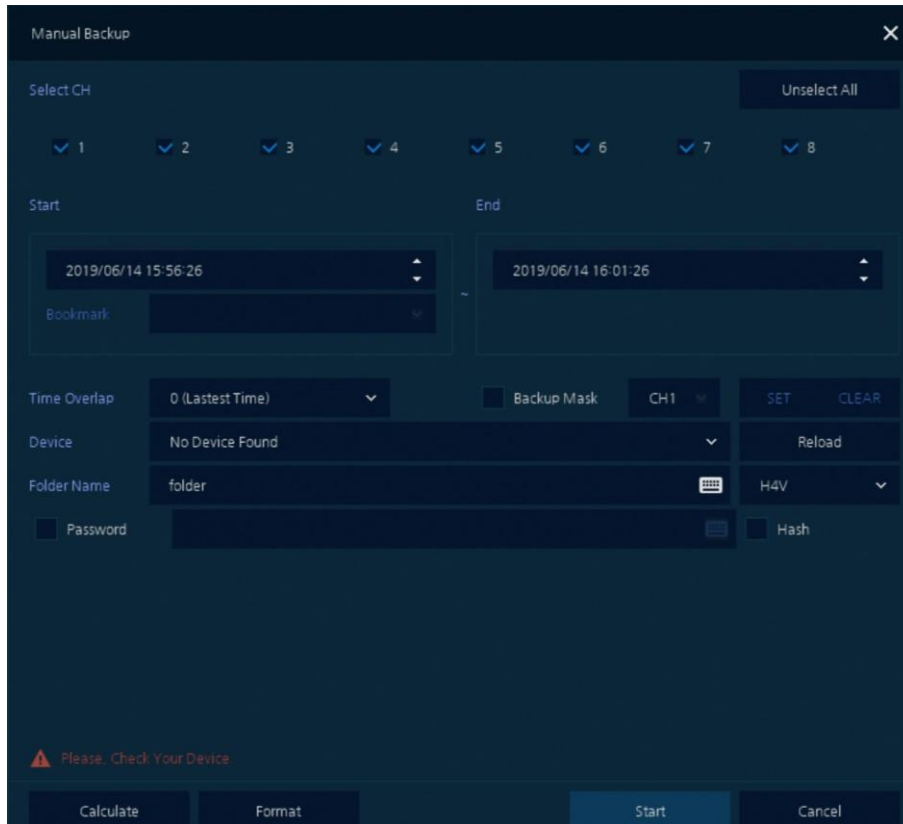 Manual Backup
Select CH Unselect All
1 2 3 4 5 6 7 8
Start End
2019/06/14 15:56:26 ~ 2019/06/14 16:01:26
Bookmark
Time Overlap 0 (Lastest Time) Backup Mask CH1 SET CLEAR
Device No Device Found Reload
Folder Name folder H4V
Password Hash
Please, Check Your Device
Calculate Format Start Cancel